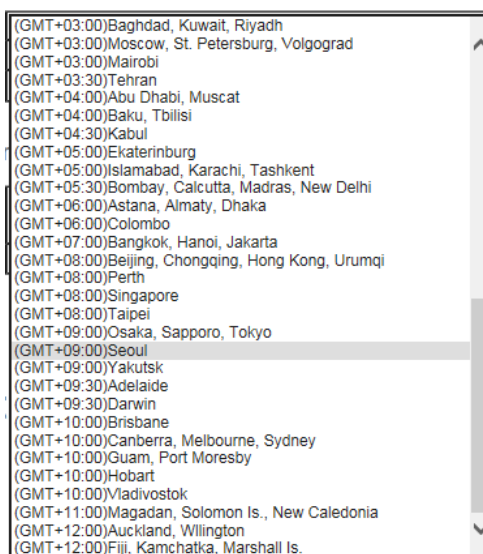 (GMT+03:00)Baghdad, Kuwait, Riyadh
(GMT+03:00)Moscow, St. Petersburg, Volgograd
(GMT+03:00)Mairobi
(GMT+03:30)Tehran
(GMT+04:00)Abu Dhabi, Muscat
(GMT+04:00)Baku, Tbilisi
(GMT+04:30)Kabul
(GMT+05:00)Ekaterinburg
(GMT+05:00)Islamabad, Karachi, Tashkent
(GMT+05:30)Bombay, Calcutta, Madras, New Delhi
(GMT+06:00)Astana, Almaty, Dhaka
(GMT+06:00)Colombo
(GMT+07:00)Bangkok, Hanoi, Jakarta
(GMT+08:00)Beijing, Chongqing, Hong Kong, Urumqi
(GMT+08:00)Perth
(GMT+08:00)Singapore
(GMT+08:00)Taipei
(GMT+09:00)Osaka, Sapporo, Tokyo
(GMT+09:00)Seoul
(GMT+09:00)Yakutsk
(GMT+09:30)Adelaide
(GMT+09:30)Darwin
(GMT+10:00)Brisbane
(GMT+10:00)Canberra, Melbourne, Sydney
(GMT+10:00)Guam, Port Moresby
(GMT+10:00)Hobart
(GMT+10:00)Vladivostok
(GMT+11:00)Magadan, Solomon Is., New Caledonia
(GMT+12:00)Auckland, Wllington
(GMT+12:00)Fiji, Kamchatka, Marshall Is.